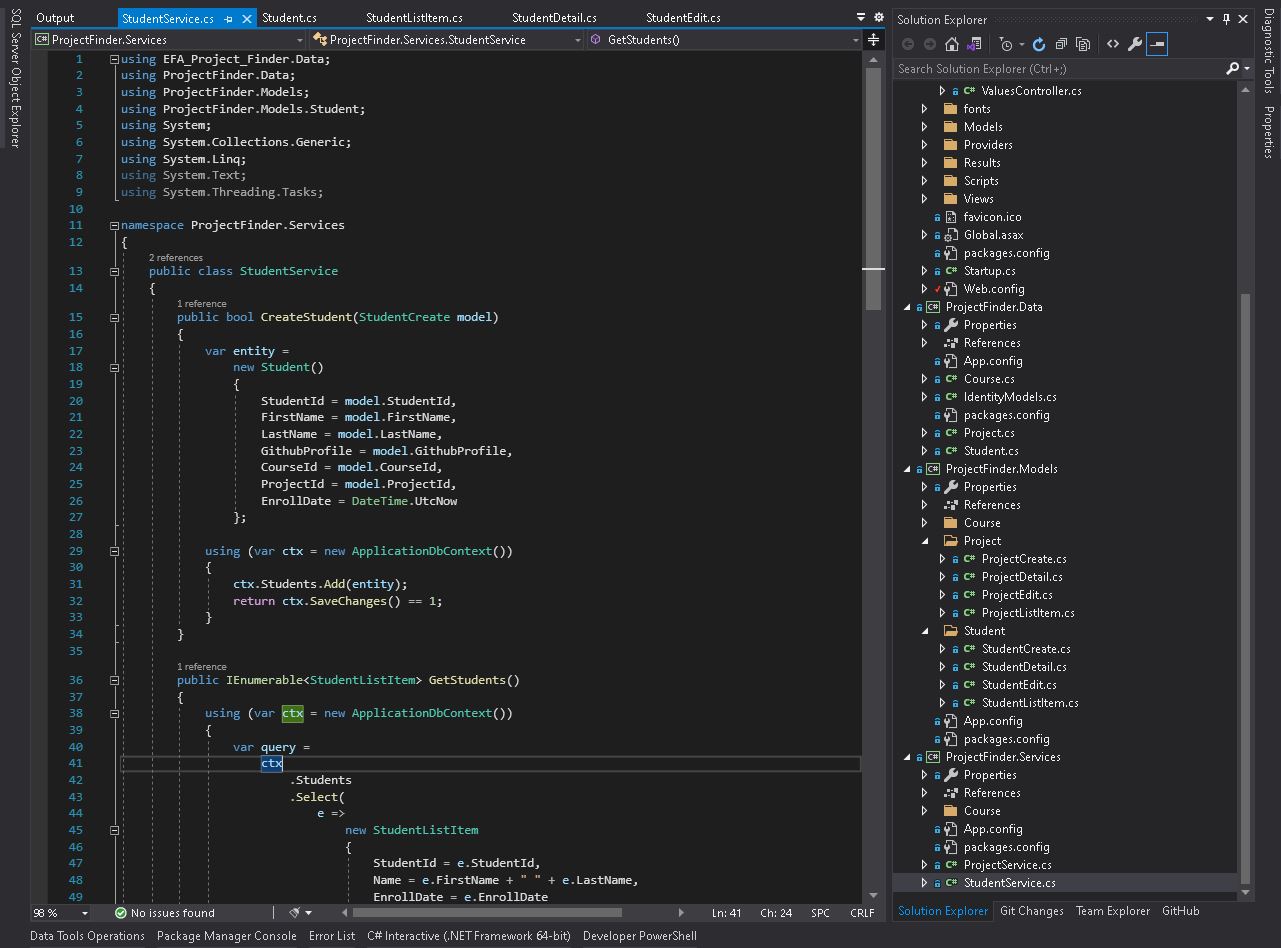 SQL Server Object Explorer
Output
StudentService.cs
Student.cs
StudentListItem.cs
StudentDetail.cs
StudentEdit.cs
C# ProjectFinder.Services
ProjectFinder.Services.StudentService
GetStudents()
1 using EFA_Project_Finder.Data;
2 using ProjectFinder.Data;
3 using ProjectFinder.Models;
4 using ProjectFinder.Models.Student;
5 using System;
6 using System.Collections.Generic;
7 using System.Linq;
8 using System.Text;
9 using System.Threading.Tasks;
10
11 namespace ProjectFinder.Services
12 {
2 references
13 public class StudentService
14 {
1 reference
15 public bool CreateStudent(StudentCreate model)
16 {
17 var entity =
18 new Student()
19 {
20 StudentId = model.StudentId,
21 FirstName = model.FirstName,
22 LastName = model.LastName,
23 GithubProfile = model.GithubProfile,
24 CourseId = model.CourseId,
25 ProjectId = model.ProjectId,
26 EnrollDate = DateTime.UtcNow
27 };
28
29 using (var ctx = new ApplicationDbContext())
30 {
31 ctx.Students.Add(entity);
32 return ctx.SaveChanges() == 1;
33 }
34 }
35
1 reference
36 public IEnumerable<StudentListItem> GetStudents()
37 {
38 using (var ctx = new ApplicationDbContext())
39 {
40 var query =
41 ctx
42 .Students
43 .Select(
44 e =>
45 new StudentListItem
46 {
47 StudentId = e.StudentId,
48 Name = e.FirstName + " " + e.LastName,
49 EnrollDate = e.EnrollDate
98 %
No issues found
Ln: 41
Ch: 24
SPC
CRLF
Data Tools Operations
Package Manager Console
Error List
C# Interactive (.NET Framework 64-bit)
Developer PowerShell
Solution Explorer
Search Solution Explorer (Ctrl+;)
C# ValuesController.cs
fonts
Models
Providers
Results
Scripts
Views
favicon.ico
Global.asax
packages.config
C# Startup.cs
Web.config
C# ProjectFinder.Data
Properties
References
App.config
C# Course.cs
C# IdentityModels.cs
packages.config
C# Project.cs
C# Student.cs
C# ProjectFinder.Models
Properties
References
Course
Project
C# ProjectCreate.cs
C# ProjectDetail.cs
C# ProjectEdit.cs
C# ProjectListItem.cs
Student
C# StudentCreate.cs
C# StudentDetail.cs
C# StudentEdit.cs
C# StudentListItem.cs
App.config
packages.config
C# ProjectFinder.Services
Properties
References
Course
App.config
packages.config
C# ProjectService.cs
C# StudentService.cs
Solution Explorer
Git Changes
Team Explorer
GitHub
Diagnostic Tools
Properties